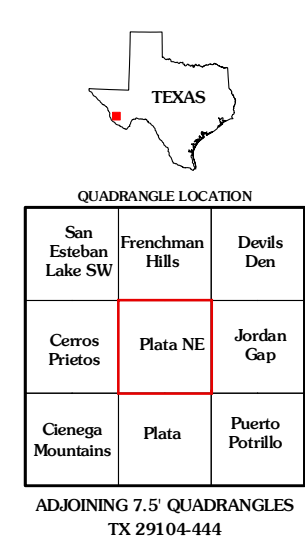 TEXAS
QUADRANGLE LOCATION
San
Esteban
Lake SW
Frenchman
Hills
Devils
Den
Cerros
Prietos
Plata NE
Jordan
Gap
Cienega
Mountains
Plata
Puerto
Potrillo
ADJOINING 7.5' QUADRANGLES
TX 29104-444